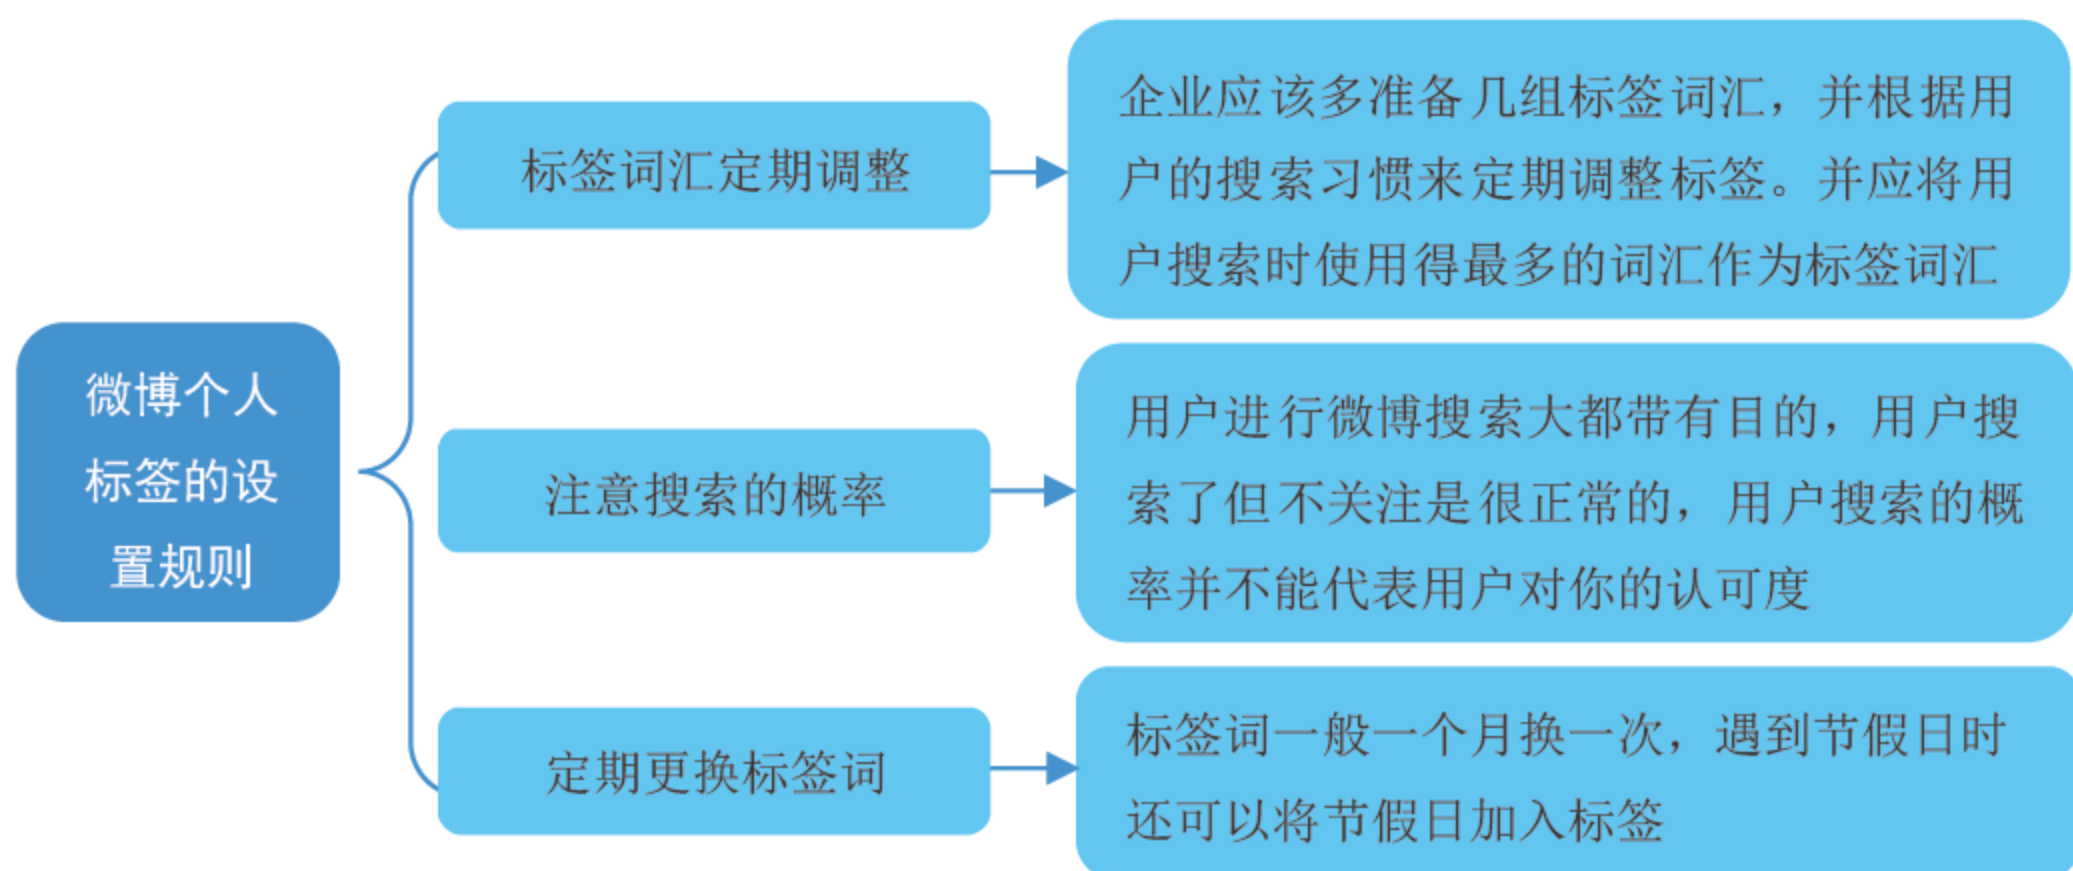 微博个人
标签的设
置规则
标签词汇定期调整
企业应该多准备几组标签词汇，并根据用
户的搜索习惯来定期调整标签。并应将用
户搜索时使用得最多的词汇作为标签词汇
注意搜索的概率
用户进行微博搜索大都带有目的，用户搜
索了但不关注是很正常的，用户搜索的概
率并不能代表用户对你的认可度
定期更换标签词
标签词一般一个月换一次，遇到节假日时
还可以将节假日加入标签